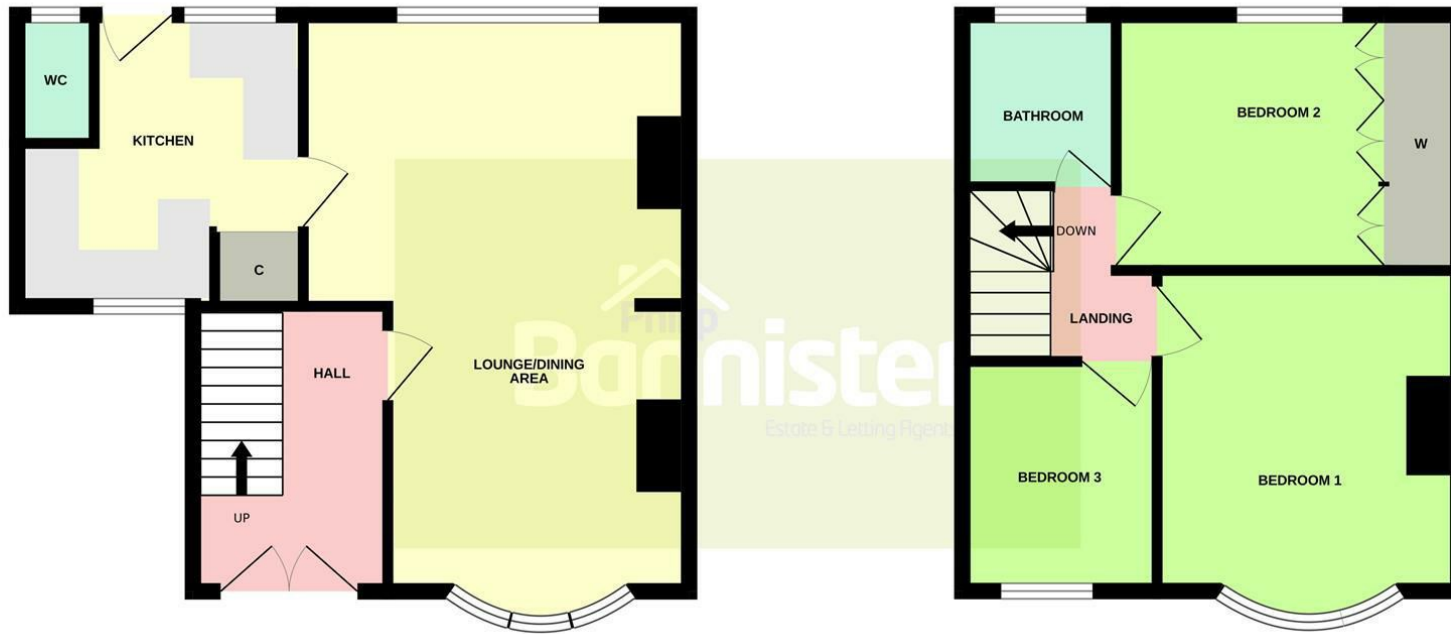 WC
KITCHEN
C
HALL
UP
LOUNGE/DINING
AREA
BATHROOM
BEDROOM 2
W
DOWN
LANDING
BEDROOM 3
BEDROOM 1
Philip
Bannister
Estate & Letting Agents